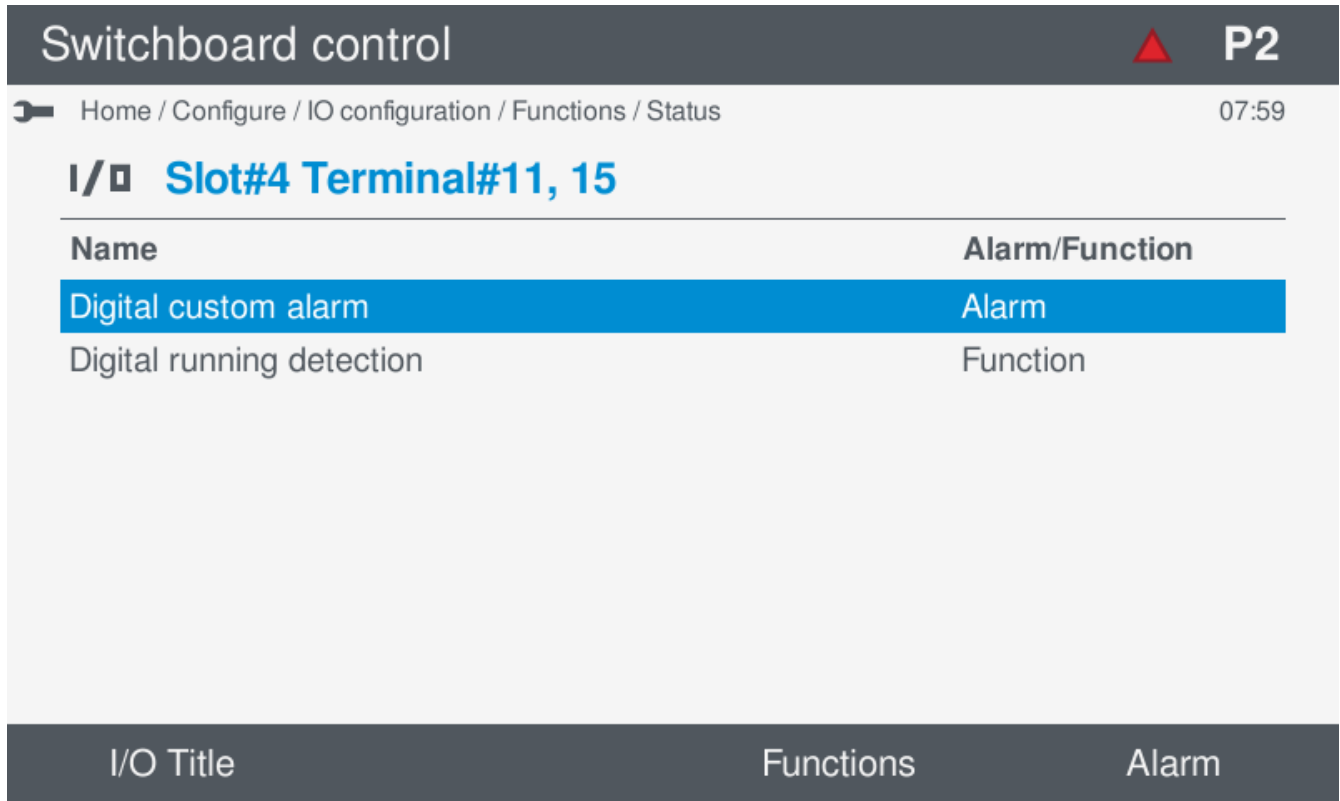 Switchboard control P2
Home / Configure / IO configuration / Functions / Status 07:59
I/O Slot#4 Terminal#11, 15
Name Alarm/Function
Digital custom alarm Alarm
Digital running detection Function
I/O Title Functions Alarm